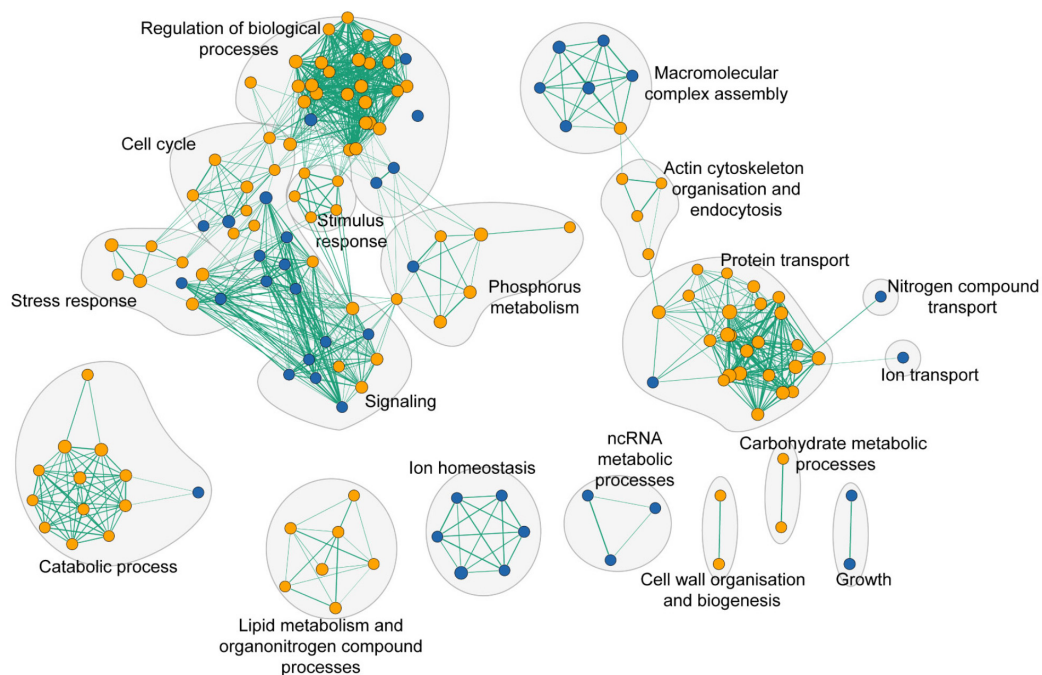 Regulation of biological
processes
Macromolecular
complex assembly
Cell cycle
Actin cytoskeleton
organisation and
endocytosis
Stimulus
response
Protein transport
Stress response
Phosphorus
metabolism
Nitrogen compound
transport
Ion transport
Signaling
Carbohydrate metabolic
processes
ncRNA
metabolic
processes
Ion homeostasis
Catabolic process
Cell wall organisation
and biogenesis
Growth
Lipid metabolism and
organonitrogen compound
processes